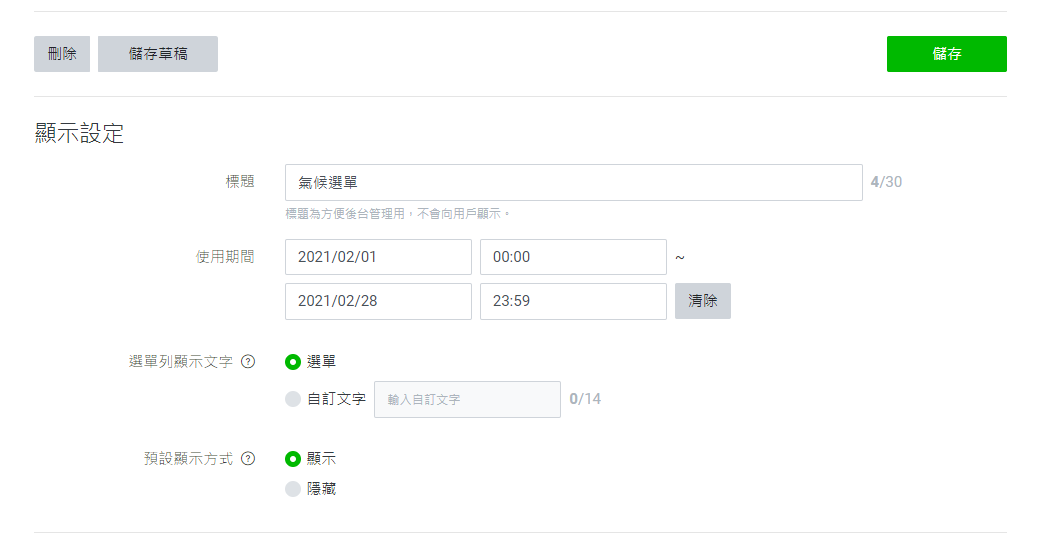 刪除 儲存草稿 儲存
顯示設定
標題 氣候選單 4/30
標題為方便後台管理用，不會向用戶顯示。
使用期間 2021/02/01 00:00 ~
2021/02/28 23:59 清除
選單列顯示文字 ? 選單
自訂文字 輸入自訂文字 0/14
預設顯示方式 ? 顯示
隱藏